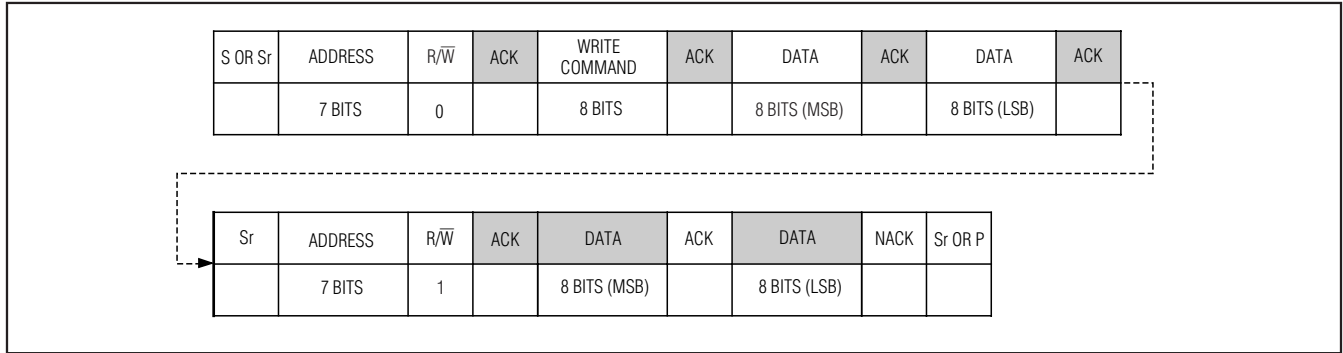 S OR Sr ADDRESS R/W̅ ACK WRITE COMMAND ACK DATA ACK DATA ACK
7 BITS 0 8 BITS 8 BITS (MSB) 8 BITS (LSB)
Sr ADDRESS R/W̅ ACK DATA ACK DATA NACK Sr OR P
7 BITS 1 8 BITS (MSB) 8 BITS (LSB)